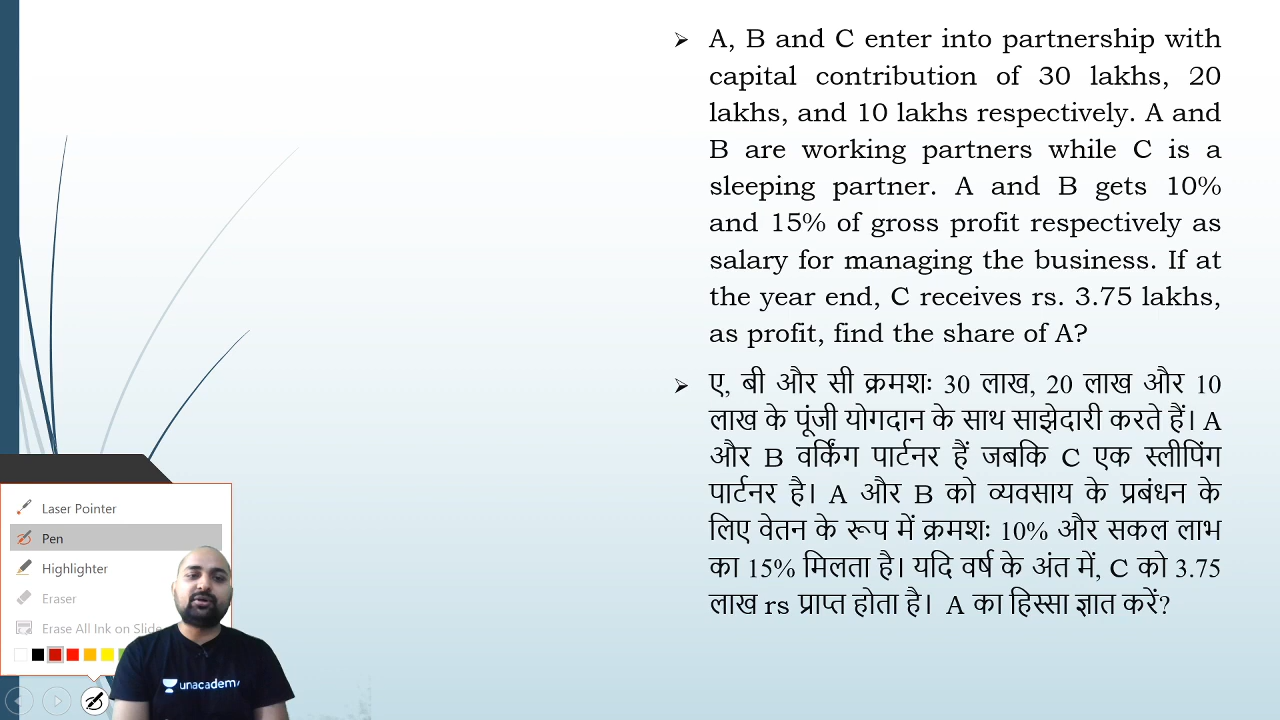 A, B and C enter into partnership with
capital contribution of 30 lakhs, 20
lakhs, and 10 lakhs respectively. A and
B are working partners while C is a
sleeping partner. A and B gets 10%
and 15% of gross profit respectively as
salary for managing the business. If at
the year end, C receives rs. 3.75 lakhs,
as profit, find the share of A?
ए, बी और सी क्रमशः 30 लाख, 20 लाख और 10
लाख के पूंजी योगदान के साथ साझेदारी करते हैं। A
और B वर्किंग पार्टनर हैं जबकि C एक स्लीपिंग
पार्टनर है। A और B को व्यवसाय के प्रबंधन के
लिए वेतन के रूप में क्रमशः 10% और सकल लाभ
का 15% मिलता है। यदि वर्ष के अंत में, C को 3.75
लाख rs प्राप्त होता है। A का हिस्सा ज्ञात करें?
Laser Pointer
Pen
Highlighter
Eraser
Erase All Ink on Slide
unacademy